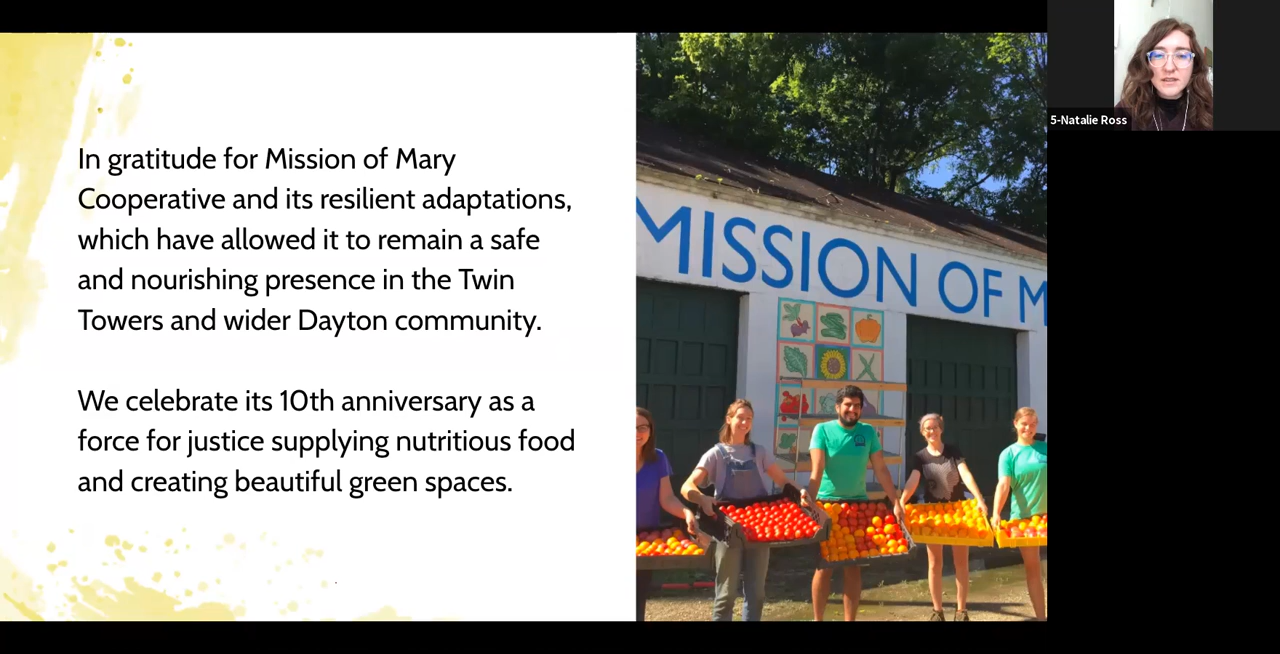 In gratitude for Mission of Mary
Cooperative and its resilient adaptations,
which have allowed it to remain a safe
and nourishing presence in the Twin
Towers and wider Dayton community.
We celebrate its 10th anniversary as a
force for justice supplying nutritious food
and creating beautiful green spaces.
MISSION OF M
5-Natalie Ross